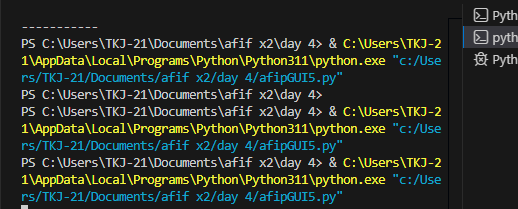 -----------
PS C:\Users\TKJ-21\Documents\afif x2\day 4> & C:\Users\TKJ-2
1\AppData\Local\Programs\Python\Python311\python.exe "c:/Use
rs/TKJ-21/Documents/afif x2/day 4/afipGUI5.py"
PS C:\Users\TKJ-21\Documents\afif x2\day 4>
PS C:\Users\TKJ-21\Documents\afif x2\day 4> & C:\Users\TKJ-2
1\AppData\Local\Programs\Python\Python311\python.exe "c:/Use
rs/TKJ-21/Documents/afif x2/day 4/afipGUI5.py"
PS C:\Users\TKJ-21\Documents\afif x2\day 4> & C:\Users\TKJ-2
1\AppData\Local\Programs\Python\Python311\python.exe "c:/Use
rs/TKJ-21/Documents/afif x2/day 4/afipGUI5.py"
pyth
Pyth